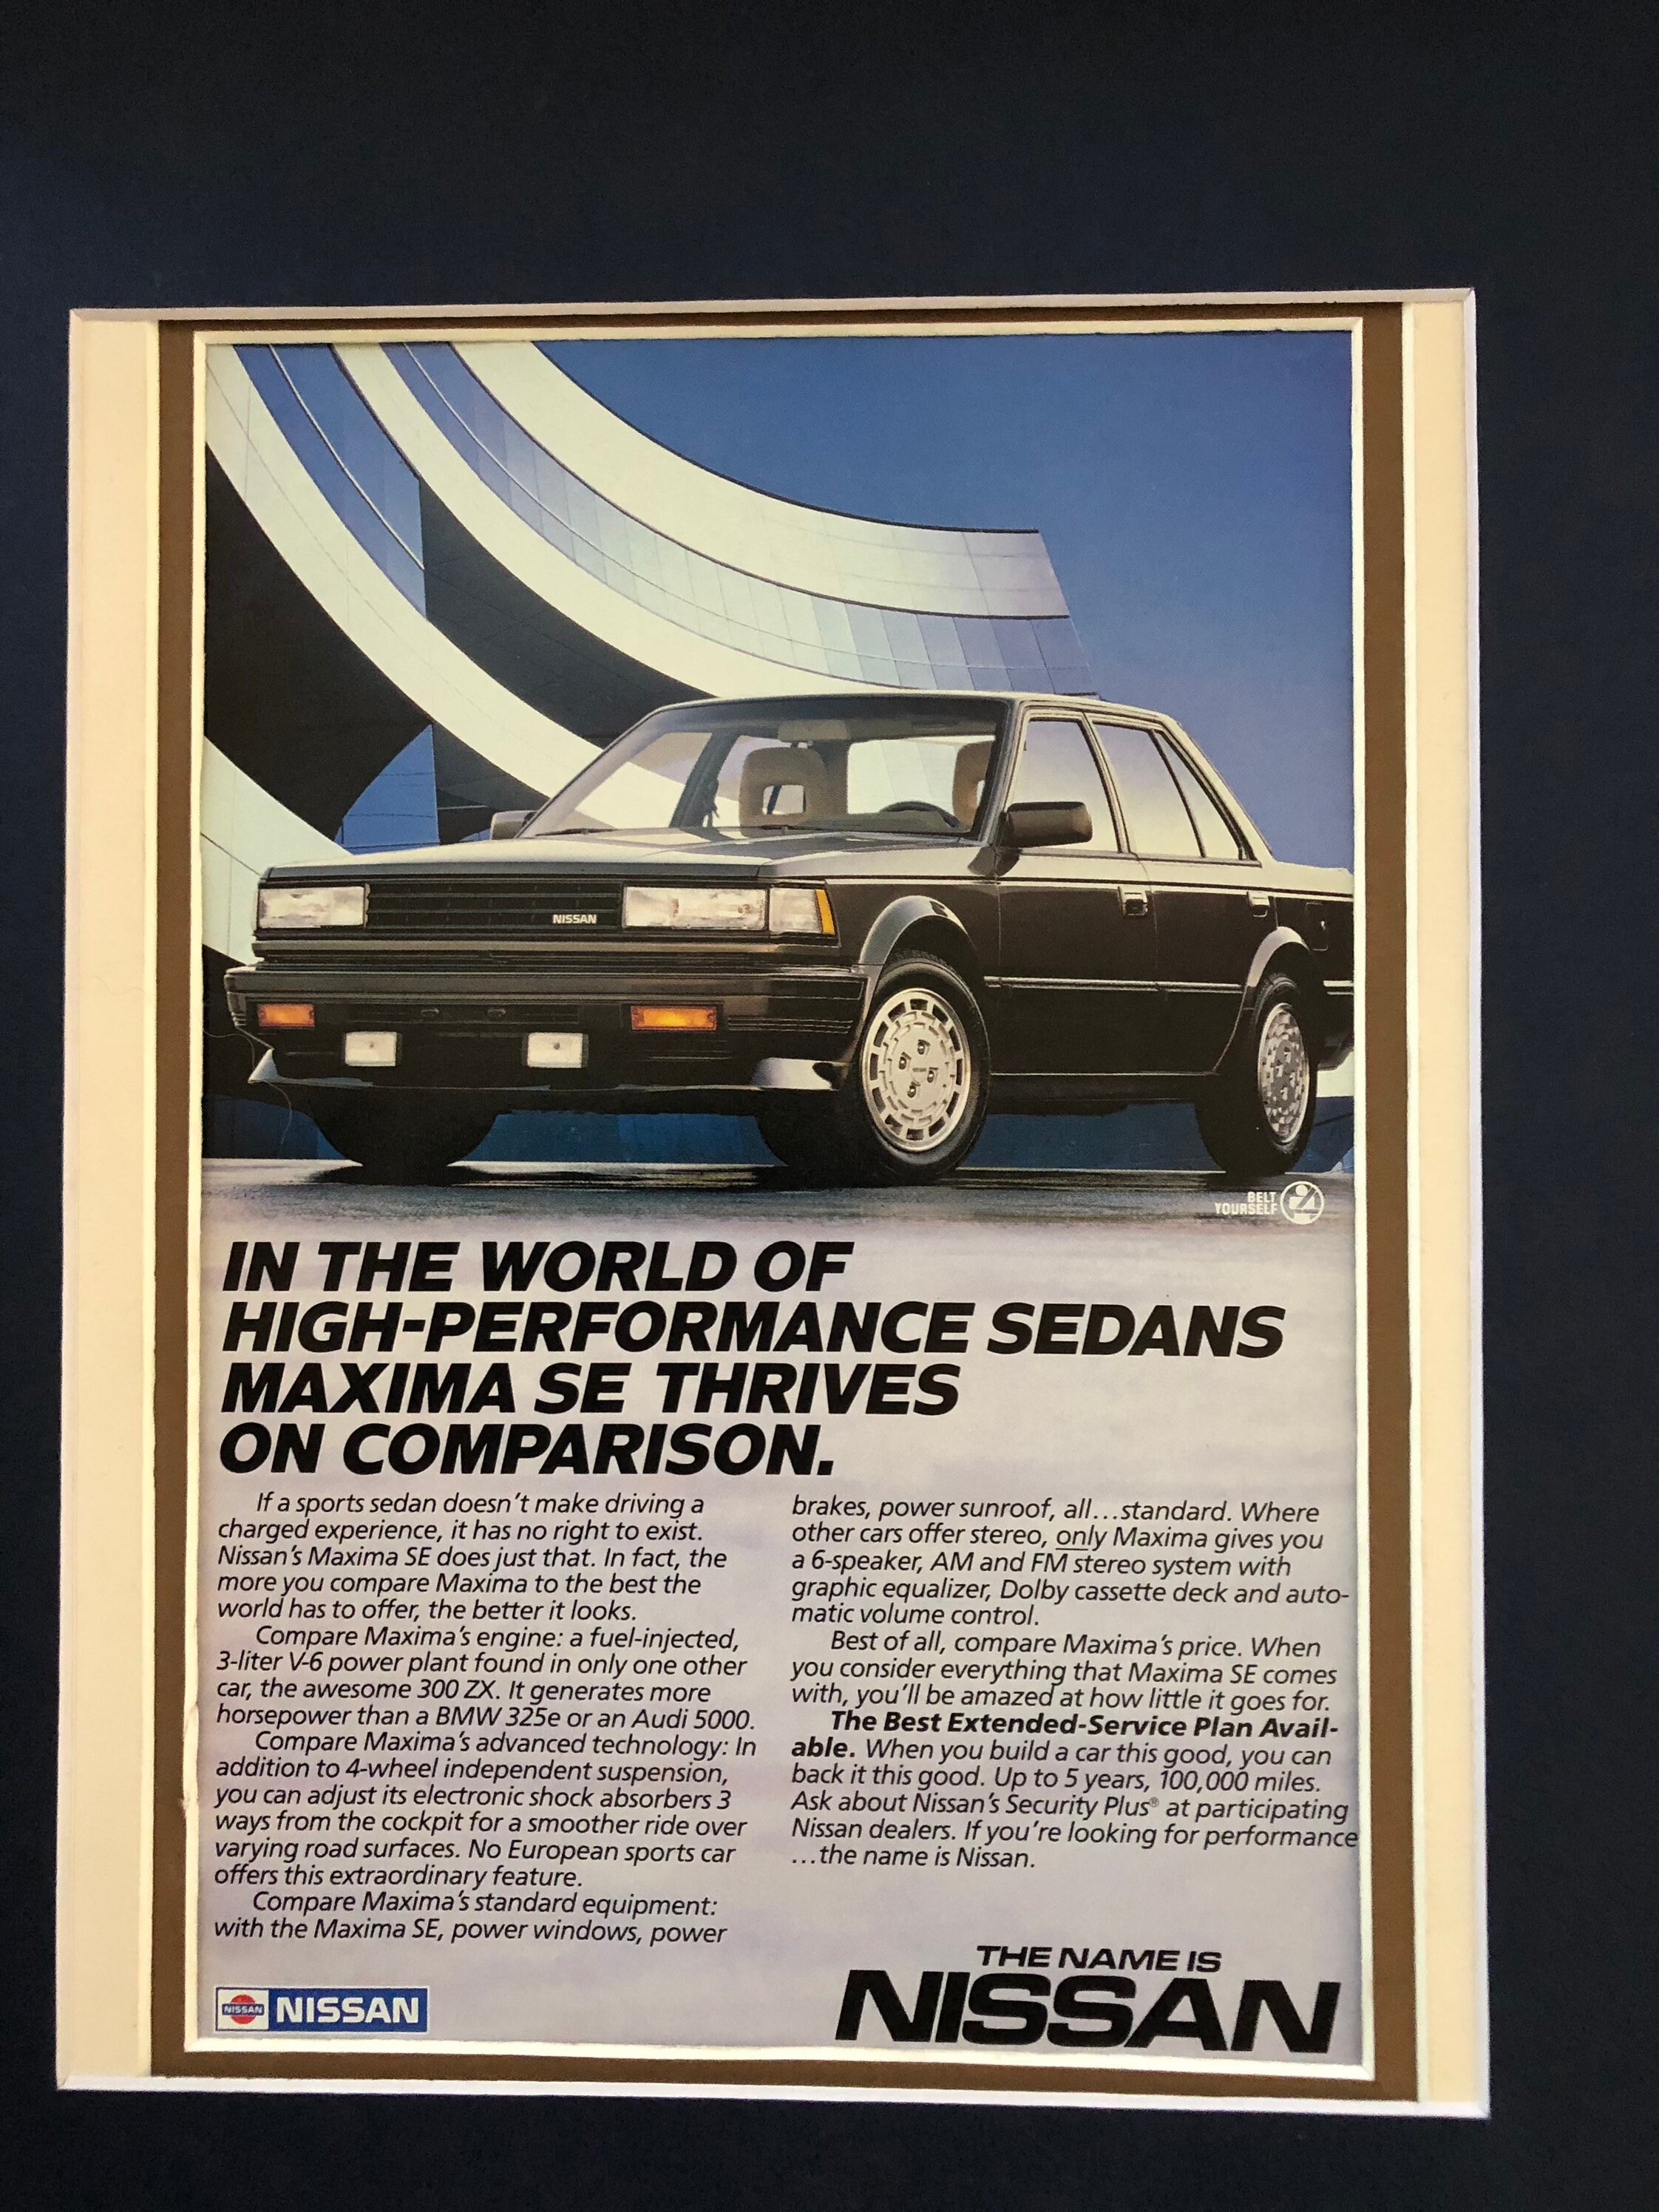 NISSAN
BELT
YOURSELF
IN THE WORLD OF
HIGH-PERFORMANCE SEDANS
MAXIMA SE THRIVES
ON COMPARISON.
If a sports sedan doesn't make driving a
charged experience, it has no right to exist.
Nissan's Maxima SE does just that. In fact, the
more you compare Maxima to the best the
world has to offer, the better it looks.
Compare Maxima's engine: a fuel-injected,
3-liter V-6 power plant found in only one other
car, the awesome 300 ZX. It generates more
horsepower than a BMW 325e or an Audi 5000.
Compare Maxima's advanced technology: In
addition to 4-wheel independent suspension,
you can adjust its electronic shock absorbers 3
ways from the cockpit for a smoother ride over
varying road surfaces. No European sports car
offers this extraordinary feature.
Compare Maxima's standard equipment:
with the Maxima SE, power windows, power
brakes, power sunroof, all...standard. Where
other cars offer stereo, only Maxima gives you
a 6-speaker, AM and FM stereo system with
graphic equalizer, Dolby cassette deck and auto-
matic volume control.
Best of all, compare Maxima's price. When
you consider everything that Maxima SE comes
with, you'll be amazed at how little it goes for.
The Best Extended-Service Plan Avail-
able. When you build a car this good, you can
back it this good. Up to 5 years, 100,000 miles.
Ask about Nissan's Security Plus® at participating
Nissan dealers. If you're looking for performance
...the name is Nissan.
NISSAN NISSAN
THE NAME IS
NISSAN